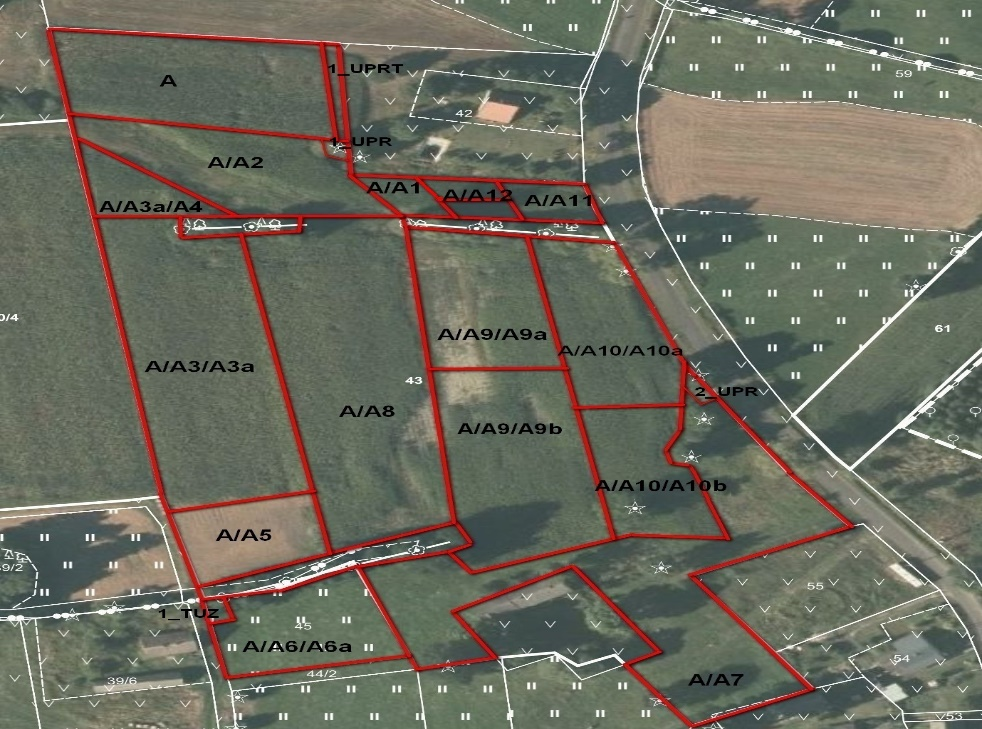 59
1_UPRT
A
42
1_UPR
A/A2
A/A1
A/A12
A/A11
A/A3a/A4
61
A/A9/A9a
A/A10/A10a
A/A3/A3a
43
2_UPR
A/A8
A/A9/A9b
A/A10/A10b
A/A5
55
1_TUZ
45
A/A6/A6a
54
44/2
39/6
A/A7
53